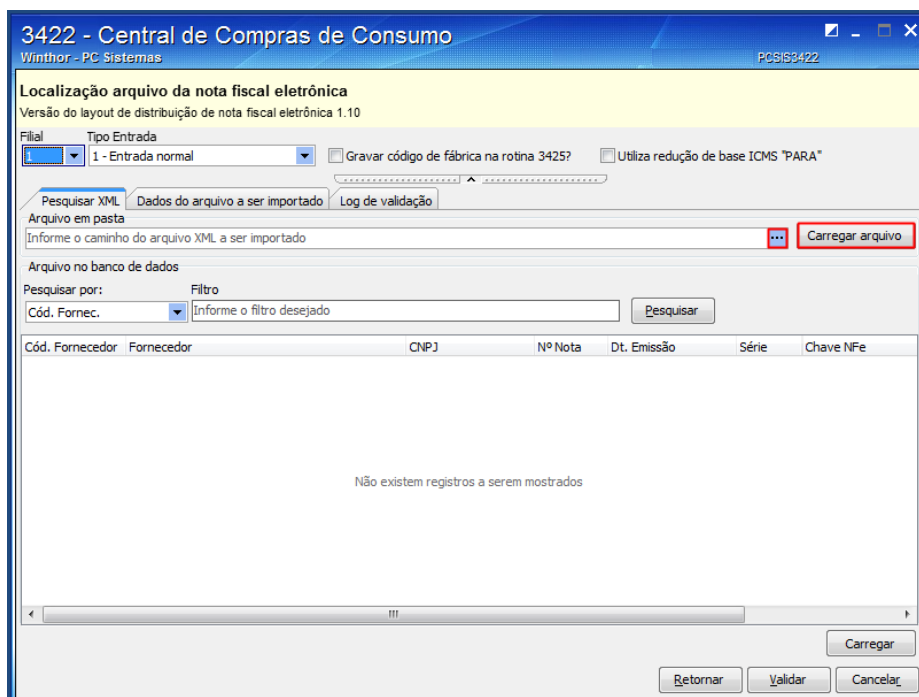 3422 - Central de Compras de Consumo
Winthor - PC Sistemas PCSIS3422
Localização arquivo da nota fiscal eletrônica
Versão do layout de distribuição de nota fiscal eletrônica 1.10
Filial Tipo Entrada
1 1 - Entrada normal Gravar código de fábrica na rotina 3425? Utiliza redução de base ICMS "PARA"
Pesquisar XML Dados do arquivo a ser importado Log de validação
Arquivo em pasta
Informe o caminho do arquivo XML a ser importado ... Carregar arquivo
Arquivo no banco de dados
Pesquisar por: Filtro
Cód. Fornec. Informe o filtro desejado Pesquisar
Cód. Fornecedor Fornecedor CNPJ Nº Nota Dt. Emissão Série Chave NFe
Não existem registros a serem mostrados
Carregar
Retornar Validar Cancelar